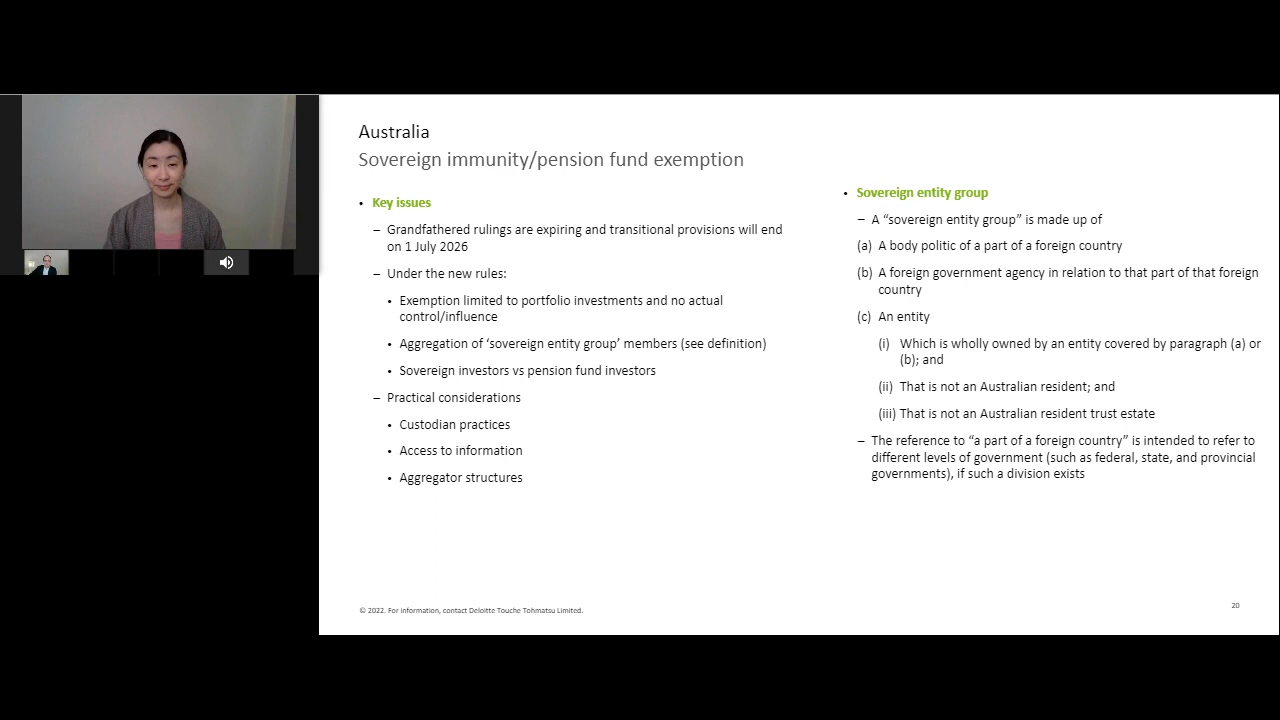 Australia
Sovereign immunity/pension fund exemption
• Key issues
– Grandfathered rulings are expiring and transitional provisions will end
on 1 July 2026
– Under the new rules:
• Exemption limited to portfolio investments and no actual
control/influence
• Aggregation of ‘sovereign entity group’ members (see definition)
• Sovereign investors vs pension fund investors
– Practical considerations
• Custodian practices
• Access to information
• Aggregator structures
• Sovereign entity group
– A “sovereign entity group” is made up of
(a) A body politic of a part of a foreign country
(b) A foreign government agency in relation to that part of that foreign
country
(c) An entity
(i) Which is wholly owned by an entity covered by paragraph (a) or
(b); and
(ii) That is not an Australian resident; and
(iii) That is not an Australian resident trust estate
– The reference to “a part of a foreign country” is intended to refer to
different levels of government (such as federal, state, and provincial
governments), if such a division exists
© 2022. For information, contact Deloitte Touche Tohmatsu Limited.
20